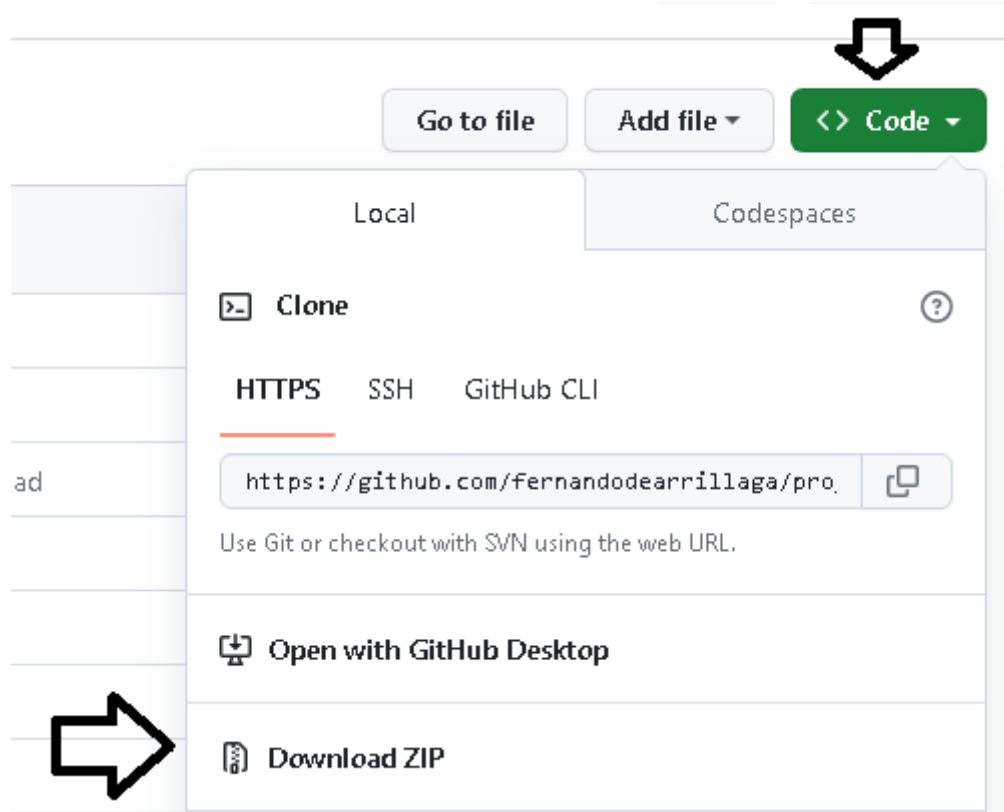 Go to file Add file <> Code
Local Codespaces
Clone
HTTPS SSH GitHub CLI
ad
https://github.com/fernandodearrillaga/pro
Use Git or checkout with SVN using the web URL.
Open with GitHub Desktop
Download ZIP